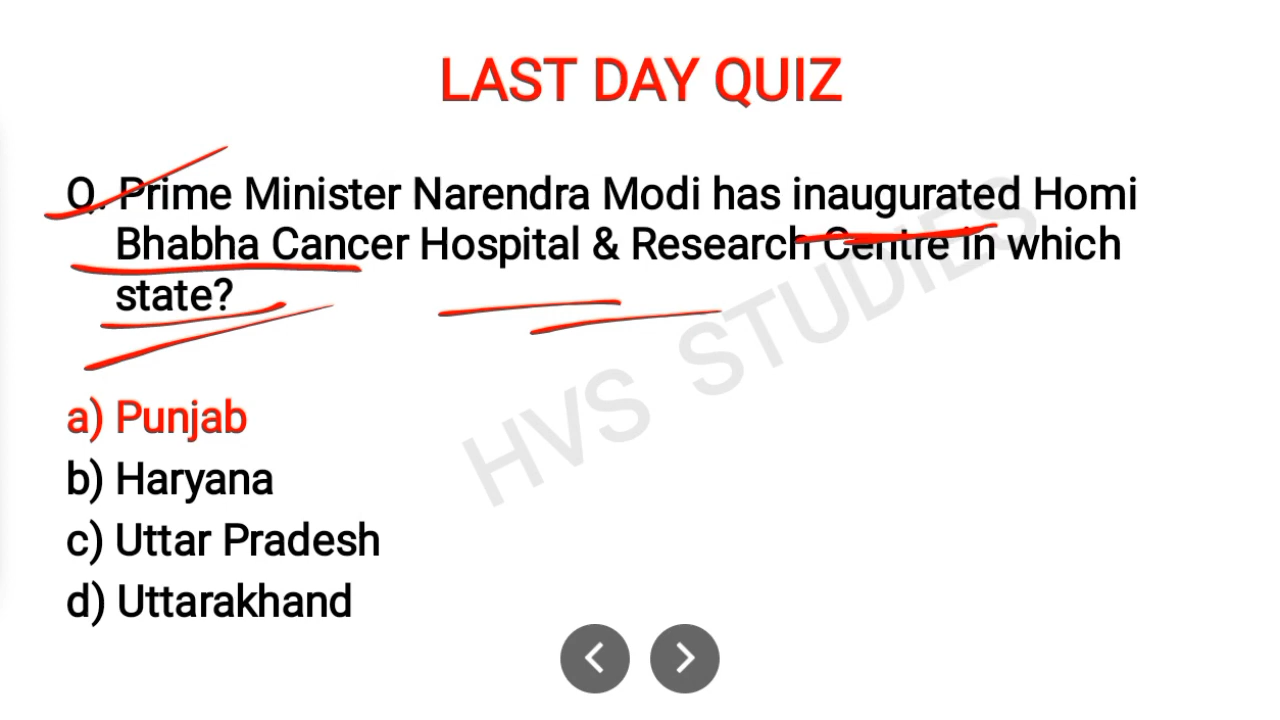 LAST DAY QUIZ
Q. Prime Minister Narendra Modi has inaugurated Homi
Bhabha Cancer Hospital & Research Centre in which
state?
HVS STUDIES
a) Punjab
b) Haryana
c) Uttar Pradesh
d) Uttarakhand